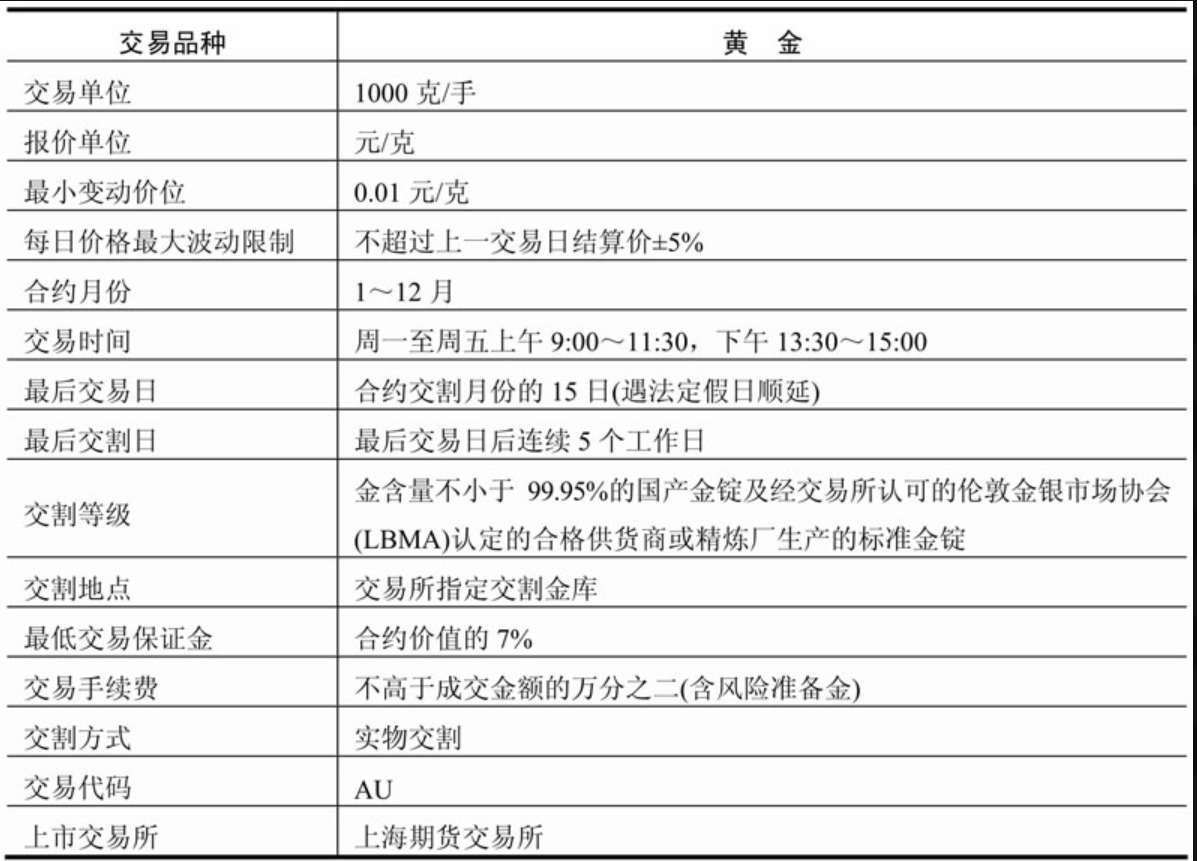 交易品种 黄 金
交易单位 1000 克/手
报价单位 元/克
最小变动价位 0.01 元/克
每日价格最大波动限制 不超过上一交易日结算价±5%
合约月份 1～12 月
交易时间 周一至周五上午 9:00～11:30，下午 13:30～15:00
最后交易日 合约交割月份的 15 日(遇法定假日顺延)
最后交割日 最后交易日后连续 5 个工作日
交割等级 金含量不小于 99.95%的国产金锭及经交易所认可的伦敦金银市场协会
(LBMA)认定的合格供货商或精炼厂生产的标准金锭
交割地点 交易所指定交割金库
最低交易保证金 合约价值的 7%
交易手续费 不高于成交金额的万分之二(含风险准备金)
交割方式 实物交割
交易代码 AU
上市交易所 上海期货交易所